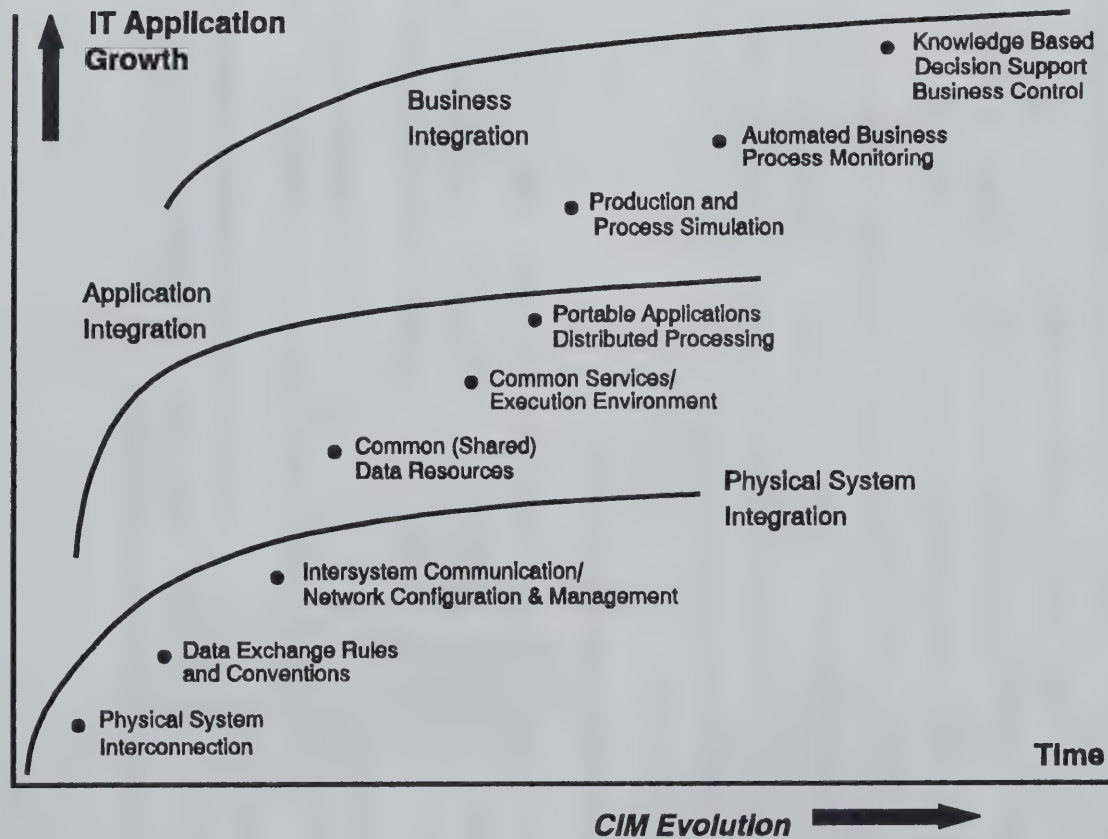 IT Application
Growth
Knowledge Based
Decision Support
Business Control
Business
Integration
Automated Business
Process Monitoring
Production and
Process Simulation
Application
Integration
Portable Applications
Distributed Processing
Common Services/
Execution Environment
Common (Shared)
Data Resources
Physical System
Integration
Intersystem Communication/
Network Configuration & Management
Data Exchange Rules
and Conventions
Physical System
Interconnection
Time
CIM Evolution